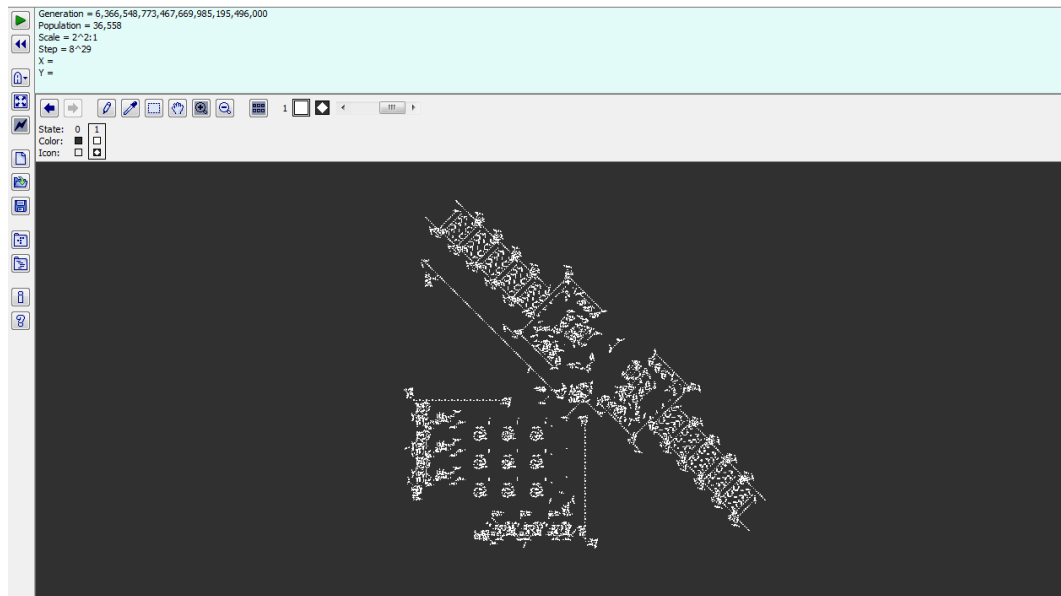 Generation = 6,366,548,773,467,669,985,195,496,000
Population = 36,558
Scale = 2^2:1
Step = 8^29
X =
Y =
1
State: 0 1
Color:
Icon: